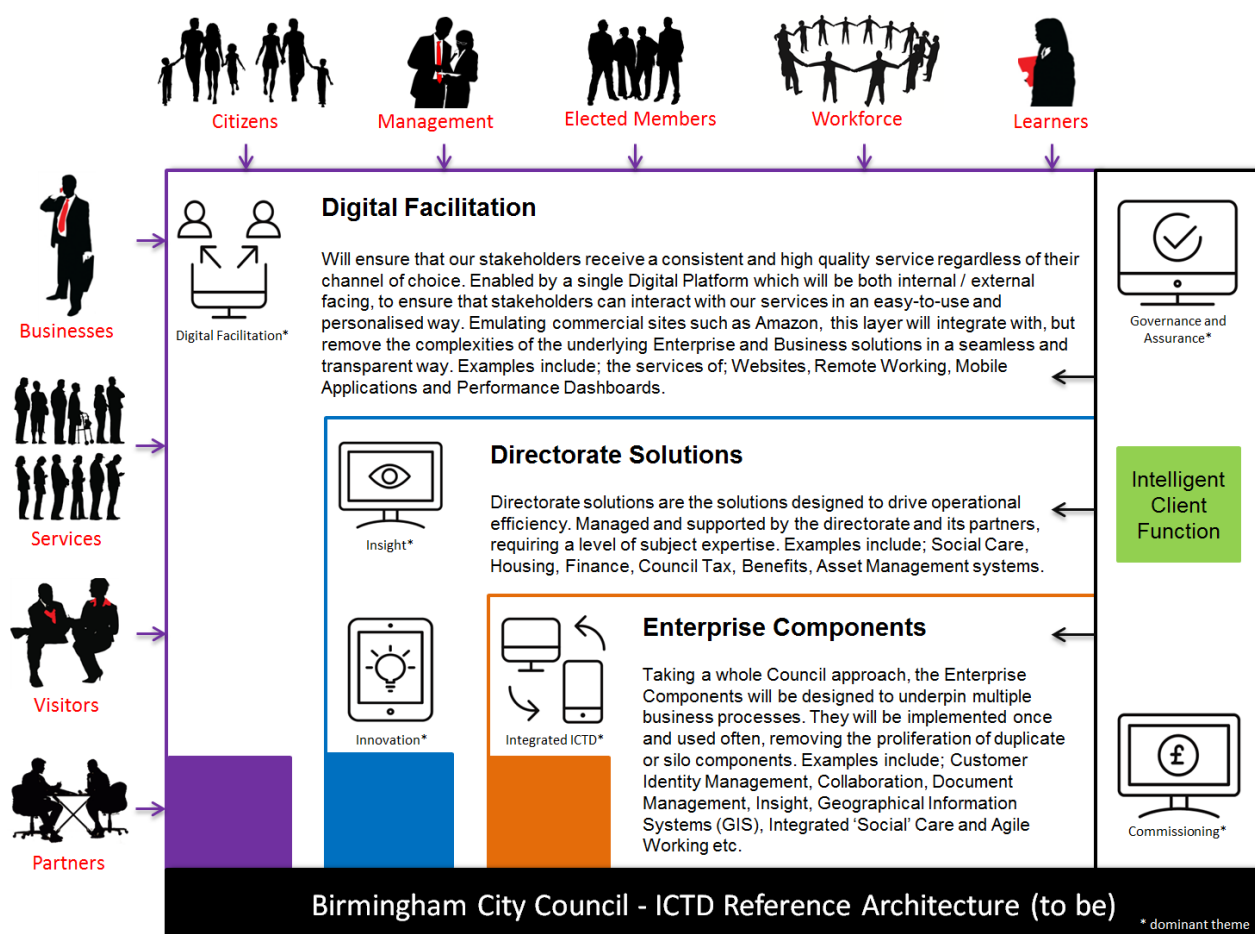 Citizens
Management
Elected Members
Workforce
Learners
Businesses
Services
Visitors
Partners
Digital Facilitation*
Digital Facilitation
Will ensure that our stakeholders receive a consistent and high quality service regardless of their
channel of choice. Enabled by a single Digital Platform which will be both internal / external
facing, to ensure that stakeholders can interact with our services in an easy-to-use and
personalised way. Emulating commercial sites such as Amazon, this layer will integrate with, but
remove the complexities of the underlying Enterprise and Business solutions in a seamless and
transparent way. Examples include; the services of; Websites, Remote Working, Mobile
Applications and Performance Dashboards.
Insight*
Directorate Solutions
Directorate solutions are the solutions designed to drive operational
efficiency. Managed and supported by the directorate and its partners,
requiring a level of subject expertise. Examples include; Social Care,
Housing, Finance, Council Tax, Benefits, Asset Management systems.
Innovation*
Integrated ICTD*
Enterprise Components
Taking a whole Council approach, the Enterprise
Components will be designed to underpin multiple
business processes. They will be implemented once
and used often, removing the proliferation of duplicate
or silo components. Examples include; Customer
Identity Management, Collaboration, Document
Management, Insight, Geographical Information
Systems (GIS), Integrated ‘Social’ Care and Agile
Working etc.
Governance and
Assurance*
Intelligent
Client
Function
£
Commissioning*
Birmingham City Council - ICTD Reference Architecture (to be)
* dominant theme